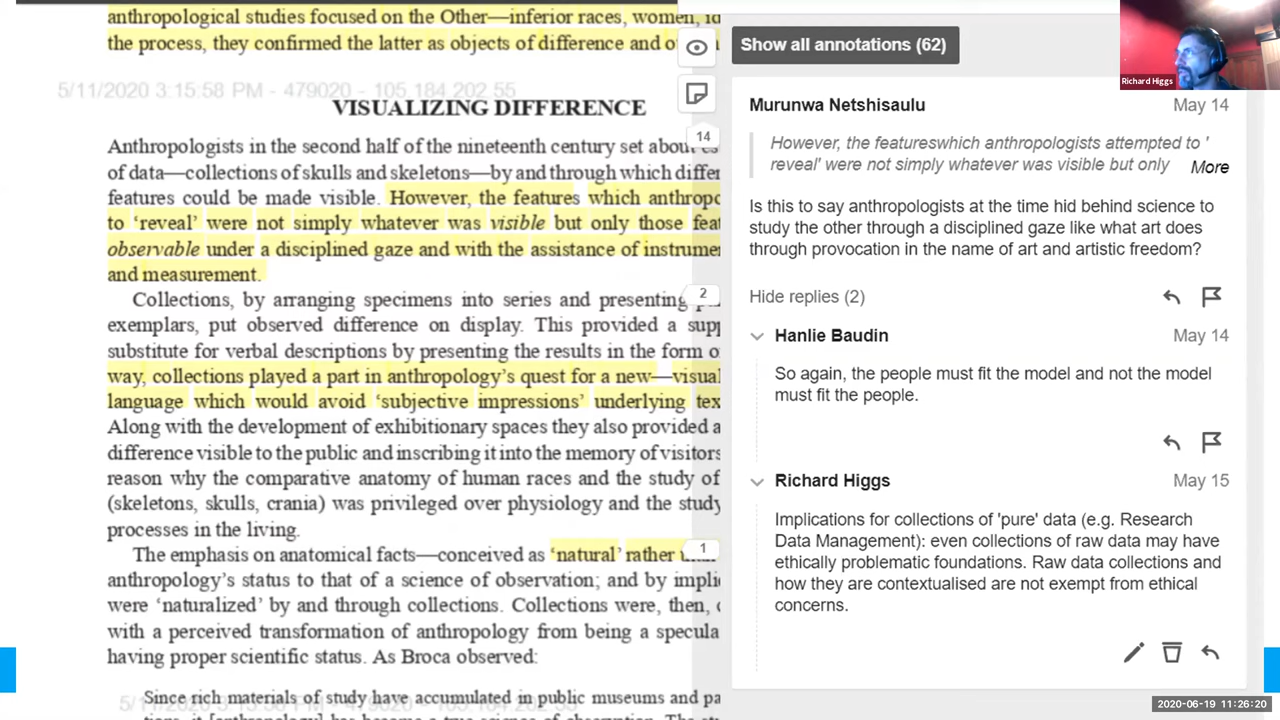 anthropological studies focused on the Other—inferior races, women,
the process, they confirmed the latter as objects of difference and
5/11/2020 3:15:58 PM - 479020 - 105.
VISUALIZING DIFFERENCE
Anthropologists in the second half of the nineteenth century set
of data—collections of skulls and skeletons—by and through which
features could be made visible. However, the features which
to ‘reveal’ were not simply whatever was visible but only those
observable under a disciplined gaze and with the assistance of
and measurement.
Collections, by arranging specimens into series and presenting
exemplars, put observed difference on display. This provided a
substitute for verbal descriptions by presenting the results in the form
way, collections played a part in anthropology’s quest for a new—
language which would avoid ‘subjective impressions’ underlying
Along with the development of exhibitionary spaces they also provided a
difference visible to the public and inscribing it into the memory of visitors
reason why the comparative anatomy of human races and the study of
(skeletons, skulls, crania) was privileged over physiology and the study
processes in the living.
The emphasis on anatomical facts—conceived as ‘natural’ rather
anthropology’s status to that of a science of observation; and by
were ‘naturalized’ by and through collections. Collections were, then,
with a perceived transformation of anthropology from being a
having proper scientific status. As Broca observed:
Since rich materials of study have accumulated in public museums and
14
2
1
Show all annotations (62)
Richard Higgs
Murunwa Netshisaulu May 14
However, the featureswhich anthropologists attempted to '
reveal' were not simply whatever was visible but only More
Is this to say anthropologists at the time hid behind science to
study the other through a disciplined gaze like what art does
through provocation in the name of art and artistic freedom?
Hide replies (2)
Hanlie Baudin May 14
So again, the people must fit the model and not the model
must fit the people.
Richard Higgs May 15
Implications for collections of 'pure' data (e.g. Research
Data Management): even collections of raw data may have
ethically problematic foundations. Raw data collections and
how they are contextualised are not exempt from ethical
concerns.
2020-06-19 11:26:20